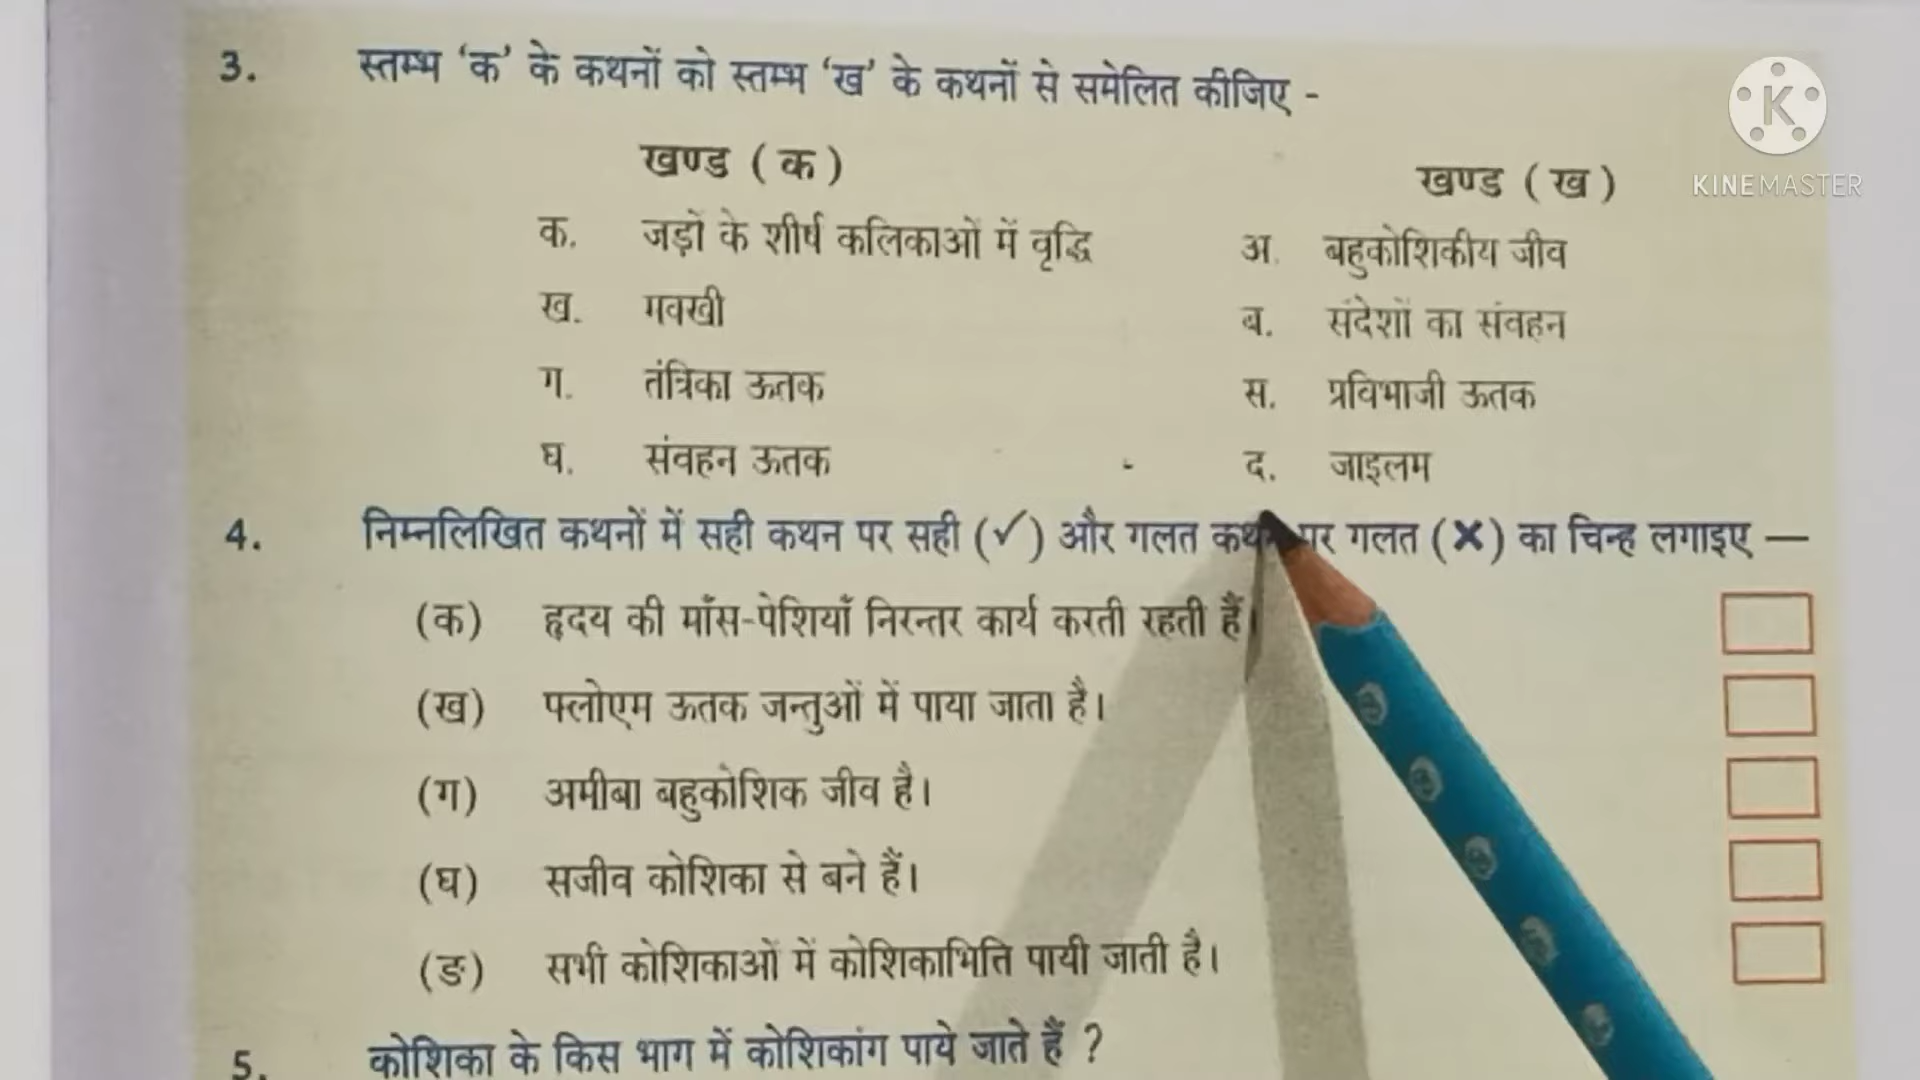 3. स्तम्भ ‘क’ के कथनों को स्तम्भ ‘ख’ के कथनों से समेलित कीजिए -
खण्ड ( क ) खण्ड ( ख )
क. जड़ों के शीर्ष कलिकाओं में वृद्धि अ. बहुकोशिकीय जीव
ख. मक्खी ब. संदेशों का संवहन
ग. तंत्रिका ऊतक स. प्रविभाजी ऊतक
घ. संवहन ऊतक द. जाइलम
4. निम्नलिखित कथनों में सही कथन पर सही (✓) और गलत कथन पर गलत (✗) का चिन्ह लगाइए —
(क) हृदय की माँस-पेशियाँ निरन्तर कार्य करती रहती हैं।
(ख) फ्लोएम ऊतक जन्तुओं में पाया जाता है।
(ग) अमीबा बहुकोशिक जीव है।
(घ) सजीव कोशिका से बने हैं।
(ङ) सभी कोशिकाओं में कोशिकाभित्ति पायी जाती है।
5. कोशिका के किस भाग में कोशिकांग पाये जाते हैं ?
K
KINEMASTER